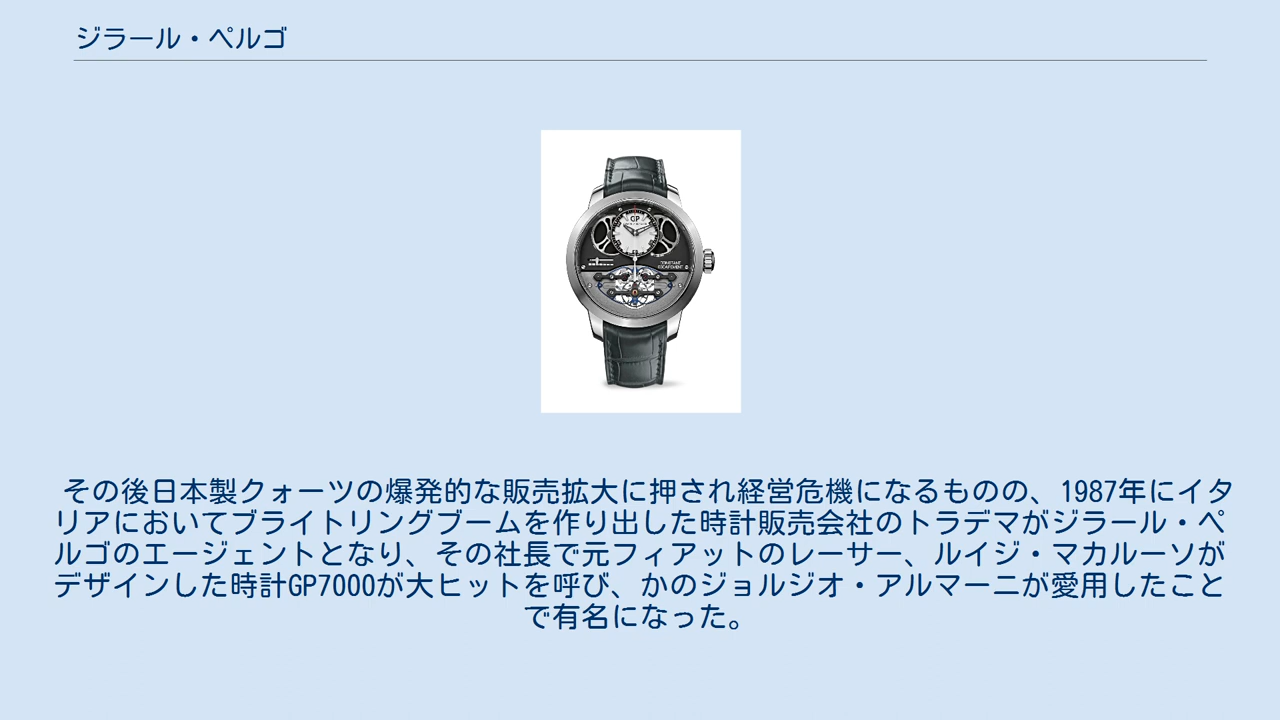 ジラール・ペルゴ
GP
その後日本製クォーツの爆発的な販売拡大に押され経営危機になるものの、1987年にイタ
リアにおいてブライトリングブームを作り出した時計販売会社のトラデマがジラール・ペ
ルゴのエージェントとなり、その社長で元フィアットのレーサー、ルイジ・マカルーソが
デザインした時計GP7000が大ヒットを呼び、かのジョルジオ・アルマーニが愛用したこと
で有名になった。